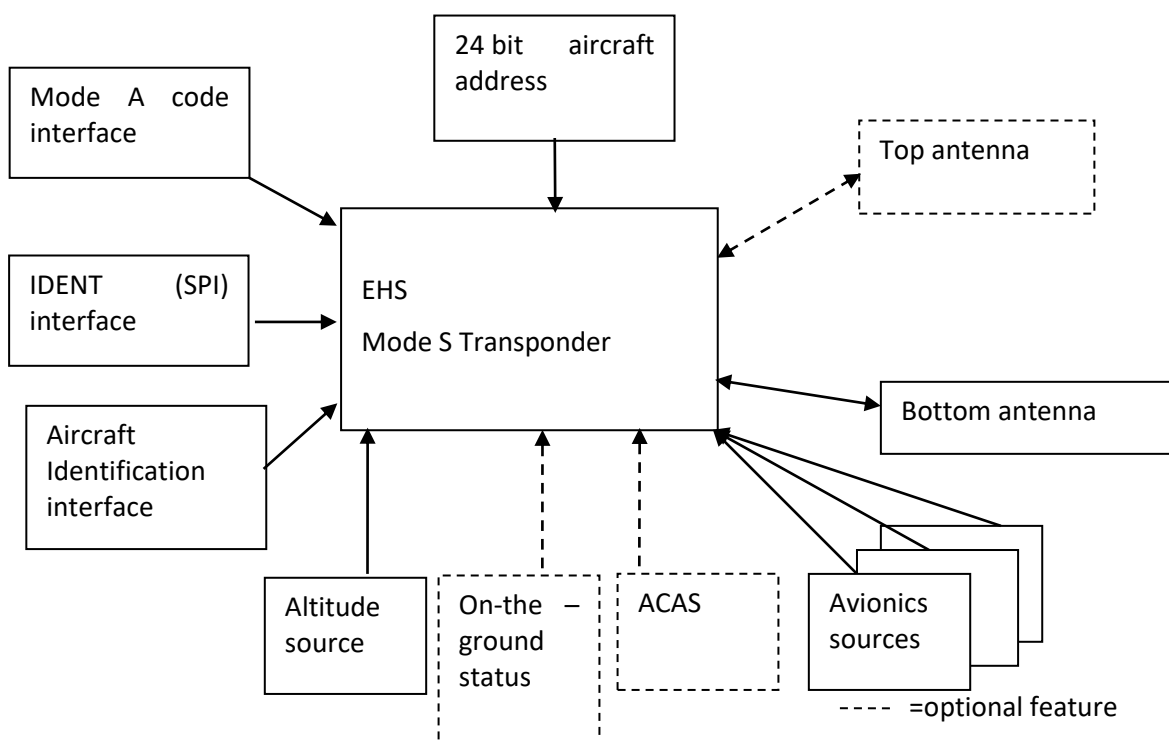 24 bit aircraft
address
Mode A code
interface
Top antenna
IDENT (SPI)
interface
EHS
Mode S Transponder
Bottom antenna
Aircraft
Identification
interface
Altitude
source
On-the –
ground
status
ACAS
Avionics
sources
=optional feature